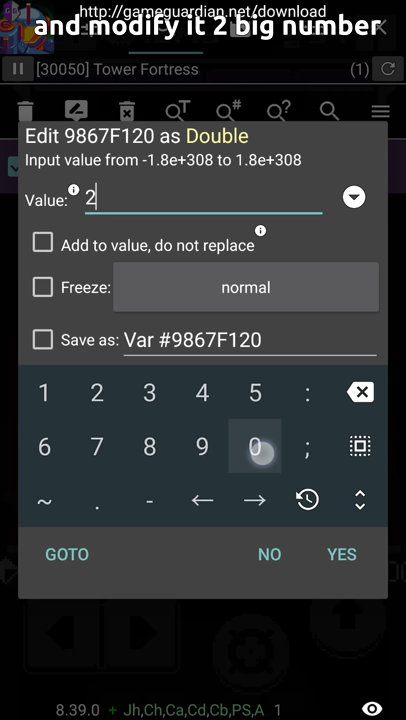 http://gameguardian.net/download
and modify it 2 big number
[30050] Tower Fortress
(1)
Edit 9867F120 as Double
Input value from -1.8e+308 to 1.8e+308
Value: 2
Add to value, do not replace
Freeze: normal
Save as: Var #9867F120
1 2 3 4 5 :
6 7 8 9 0 ;
~ . - ← →
GOTO NO YES
8.39.0 + Jh,Ch,Ca,Cd,Cb,PS,A 1